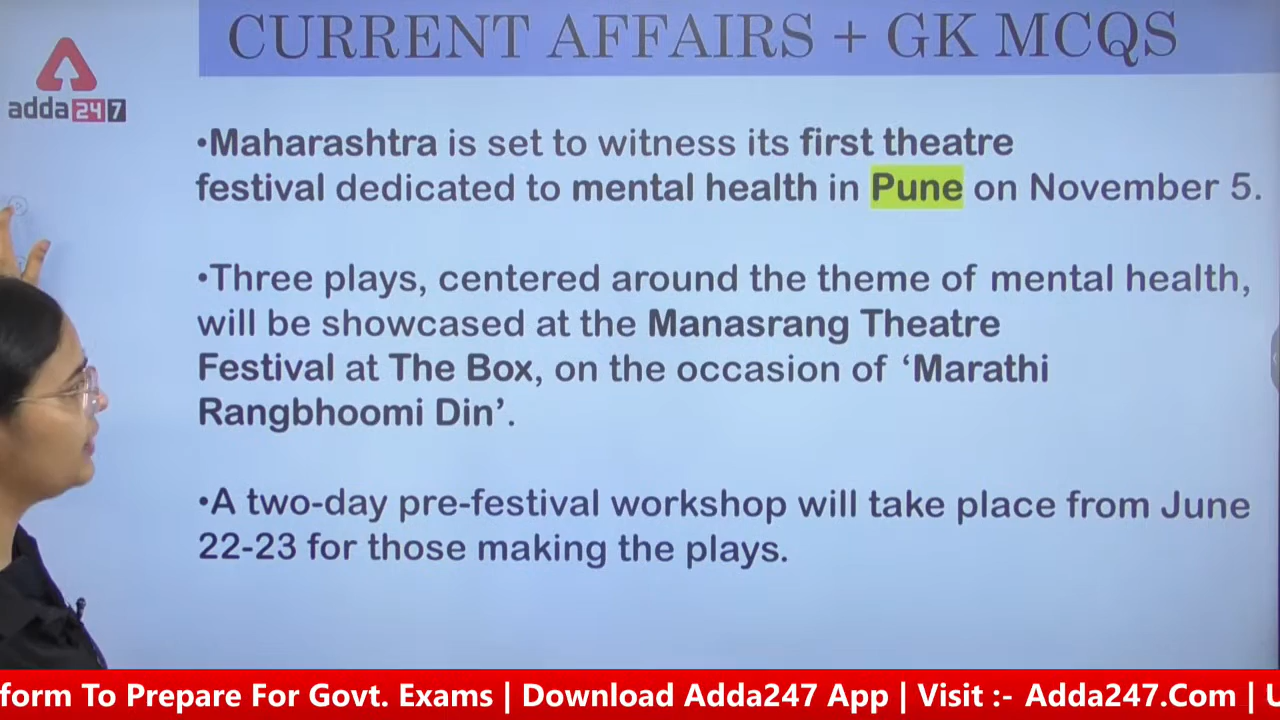 CURRENT AFFAIRS + GK MCQS
adda247
•Maharashtra is set to witness its first theatre
festival dedicated to mental health in Pune on November 5.
•Three plays, centered around the theme of mental health,
will be showcased at the Manasrang Theatre
Festival at The Box, on the occasion of ‘Marathi
Rangbhoomi Din’.
•A two-day pre-festival workshop will take place from June
22-23 for those making the plays.
form To Prepare For Govt. Exams | Download Adda247 App | Visit :- Adda247.Com | U